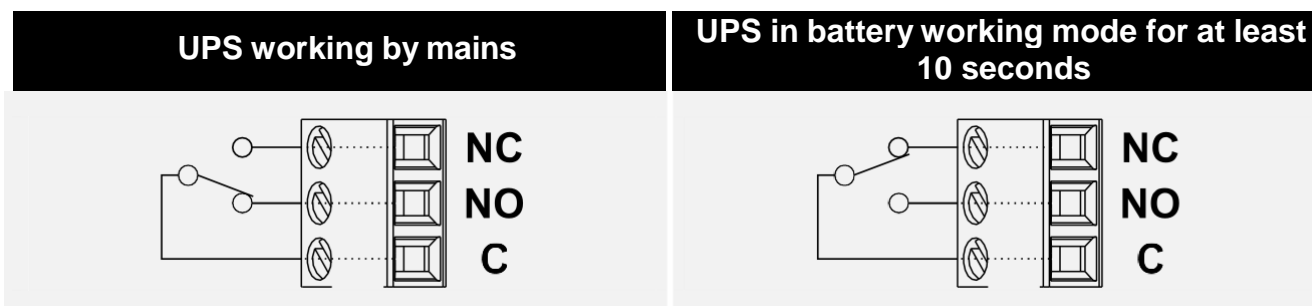 UPS working by mains
UPS in battery working mode for at least
10 seconds
NC
NO
C
NC
NO
C